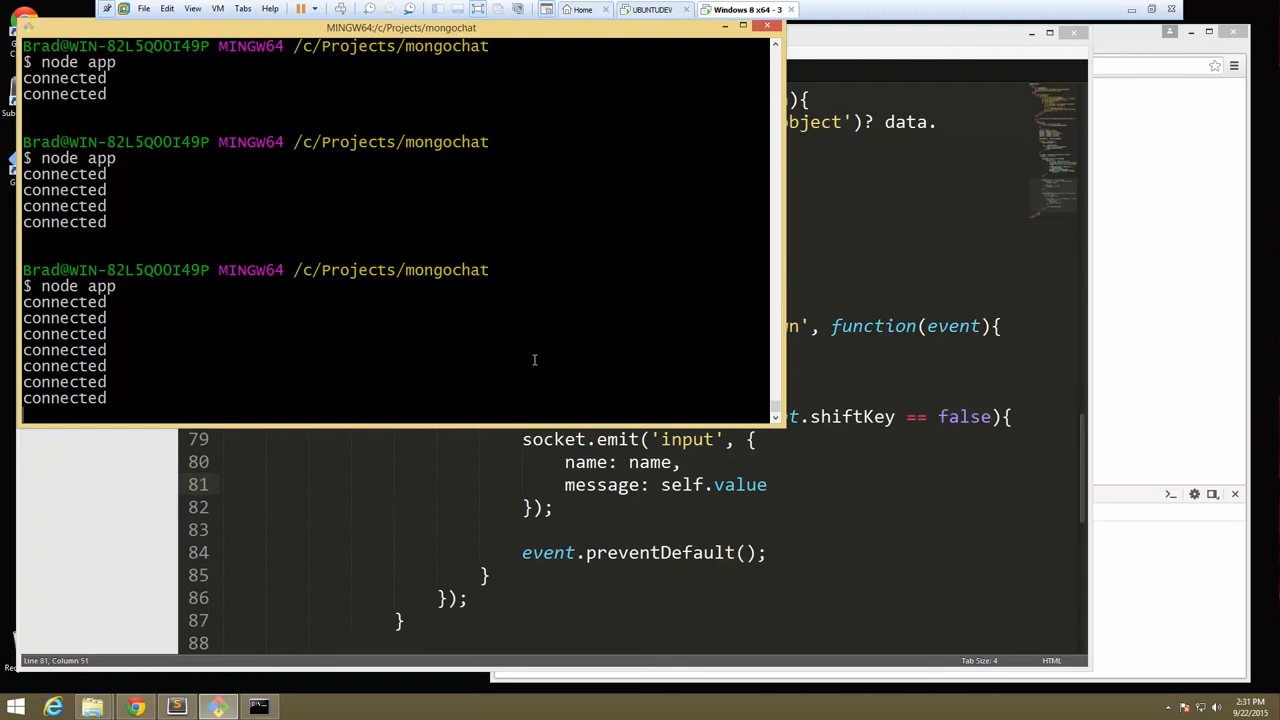 File Edit View VM Tabs Help
Home
UBUNTUDEV
Windows 8 x64 - 3
MINGW64:/c/Projects/mongochat
Brad@WIN-82L5QOOI49P MINGW64 /c/Projects/mongochat
$ node app
connected
connected
Brad@WIN-82L5QOOI49P MINGW64 /c/Projects/mongochat
$ node app
connected
connected
connected
connected
Brad@WIN-82L5QOOI49P MINGW64 /c/Projects/mongochat
$ node app
connected
connected
connected
connected
connected
connected
connected
){
bject')? data.
n', function(event){
t.shiftKey == false){
79 socket.emit('input', {
80 name: name,
81 message: self.value
82 });
83
84 event.preventDefault();
85 }
86 });
87 }
88
Line 81, Column 51
Tab Size: 4
HTML
2:31 PM
9/22/2015